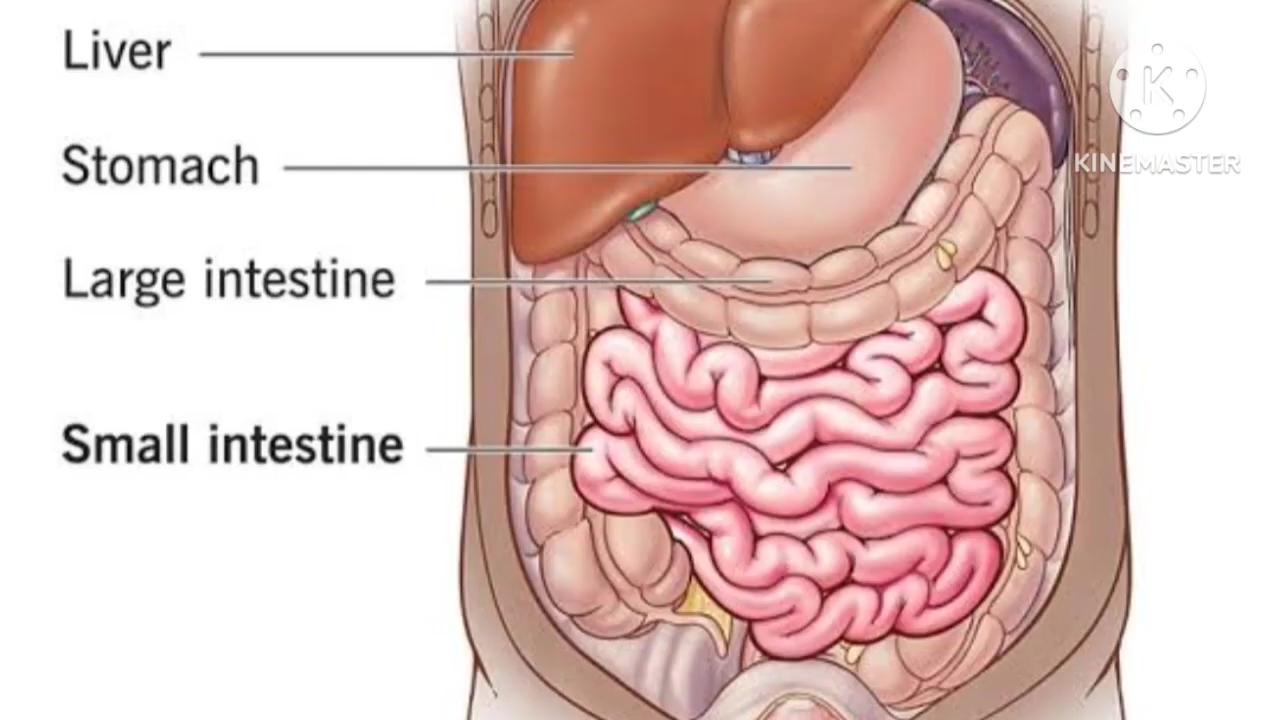 Liver
K
KINEMASTER
Stomach
Large intestine
Small intestine